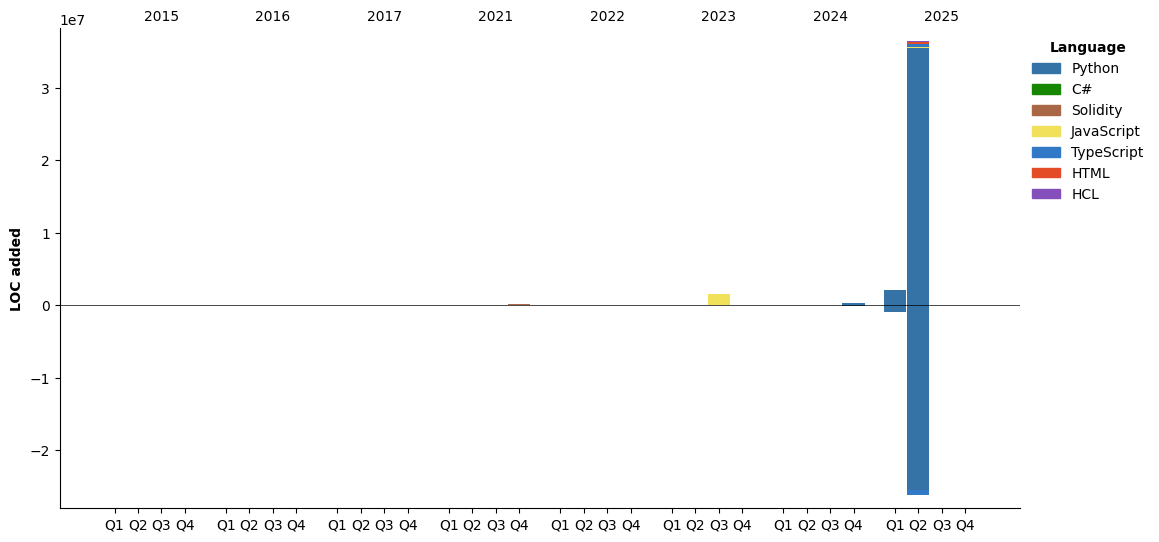 1e7
2015 2016 2017 2021 2022 2023 2024 2025
Language
Python
C#
Solidity
JavaScript
TypeScript
HTML
HCL
LOC added
3
2
1
0
−1
−2
Q1 Q2 Q3 Q4 Q1 Q2 Q3 Q4 Q1 Q2 Q3 Q4 Q1 Q2 Q3 Q4 Q1 Q2 Q3 Q4 Q1 Q2 Q3 Q4 Q1 Q2 Q3 Q4 Q1 Q2 Q3 Q4